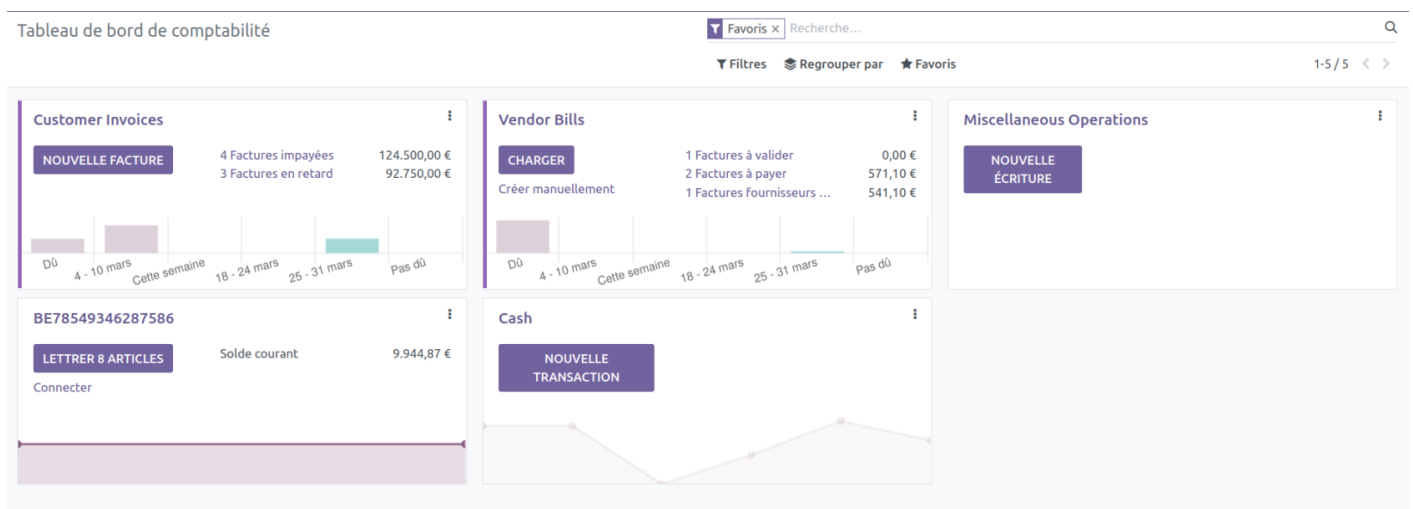 Tableau de bord de comptabilité
Favoris ×
Recherche...
Filtres
Regrouper par
Favoris
1-5 / 5
Customer Invoices
NOUVELLE FACTURE
4 Factures impayées 124.500,00 €
3 Factures en retard 92.750,00 €
Dû
4 - 10 mars
Cette semaine
18 - 24 mars
25 - 31 mars
Pas dû
Vendor Bills
CHARGER
Créer manuellement
1 Factures à valider 0,00 €
2 Factures à payer 571,10 €
1 Factures fournisseurs ... 541,10 €
Dû
4 - 10 mars
Cette semaine
18 - 24 mars
25 - 31 mars
Pas dû
Miscellaneous Operations
NOUVELLE
ÉCRITURE
BE78549346287586
LETTRER 8 ARTICLES
Connecter
Solde courant 9.944,87 €
Cash
NOUVELLE
TRANSACTION